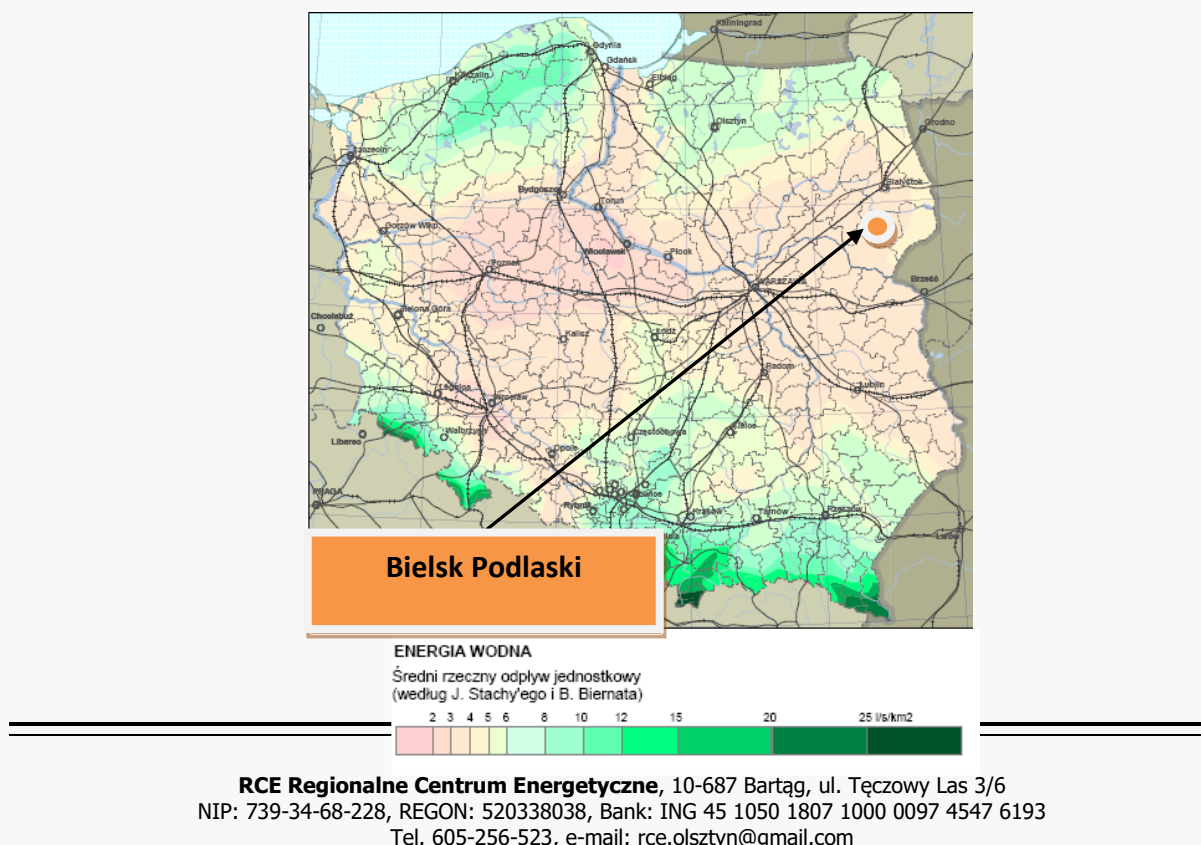 Kaliningrad
Gdynia
Gdańsk
Koszalin
Elbląg
Olsztyn
Grodno
Szczecin
Białystok
Bydgoszcz
Toruń
Gorzów Wlkp.
Włocławek
Płock
Poznań
WARSZAWA
Brześć
Zielona Góra
Choclebuż
Kalisz
Łódź
Radom
Lublin
Legnica
Wrocław
Liberec
Wałbrzych
Częstochowa
Kielce
Opole
PRAGA
Katowice
Rybnik
Kraków
Tarnów
Rzeszów
Lwów
Bielsk Podlaski
ENERGIA WODNA
Średni rzeczny odpływ jednostkowy
(według J. Stachy'ego i B. Biernata)
2 3 4 5 6 8 10 12 15 20 25 l/s/km2
RCE Regionalne Centrum Energetyczne, 10-687 Bartąg, ul. Tęczowy Las 3/6
NIP: 739-34-68-228, REGON: 520338038, Bank: ING 45 1050 1807 1000 0097 4547 6193
Tel. 605-256-523, e-mail: rce.olsztyn@gmail.com